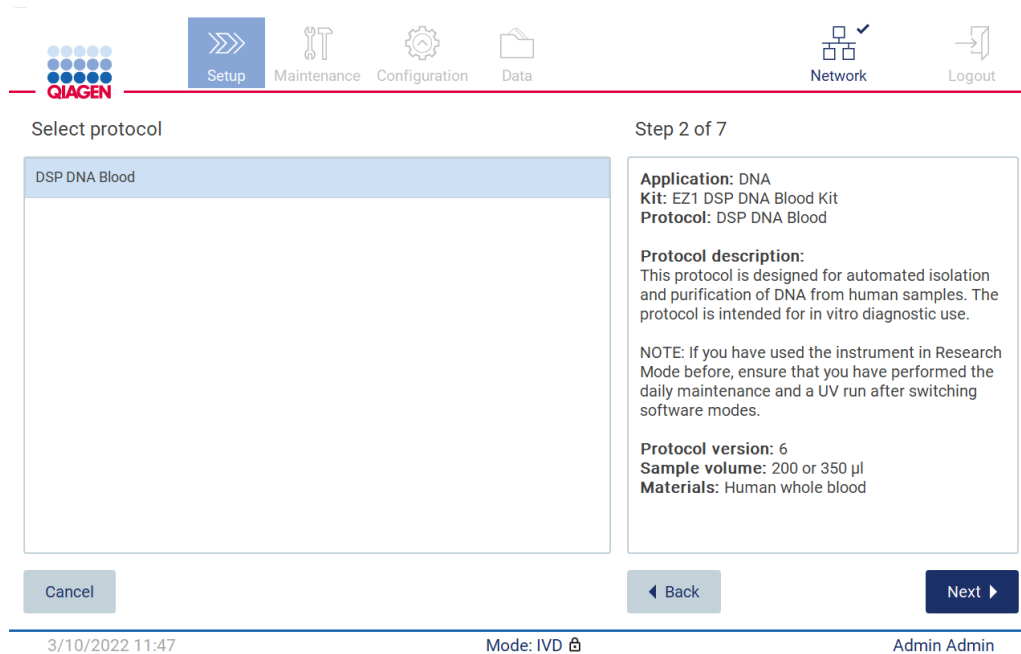 QIAGEN
Setup
Maintenance
Configuration
Data
Network
Logout
Select protocol
DSP DNA Blood
Step 2 of 7
Application: DNA
Kit: EZ1 DSP DNA Blood Kit
Protocol: DSP DNA Blood
Protocol description:
This protocol is designed for automated isolation
and purification of DNA from human samples. The
protocol is intended for in vitro diagnostic use.
NOTE: If you have used the instrument in Research
Mode before, ensure that you have performed the
daily maintenance and a UV run after switching
software modes.
Protocol version: 6
Sample volume: 200 or 350 µl
Materials: Human whole blood
Cancel
Back
Next
3/10/2022 11:47
Mode: IVD
Admin Admin